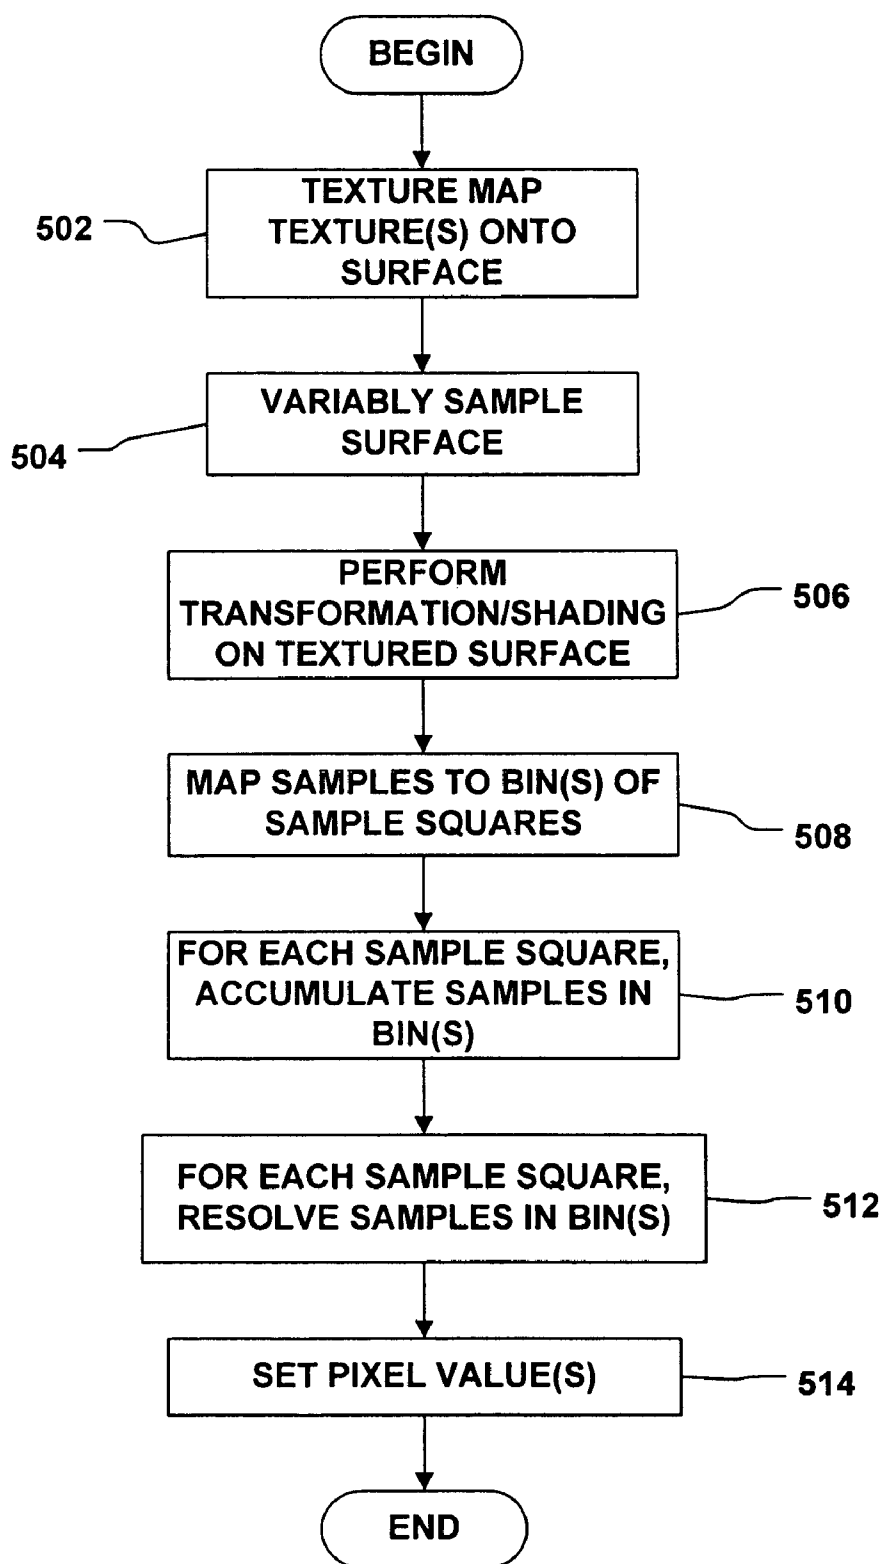 BEGIN
TEXTURE MAP
TEXTURE(S) ONTO
SURFACE
502
VARIABLY SAMPLE
SURFACE
504
PERFORM
TRANSFORMATION/SHADING
ON TEXTURED SURFACE
506
MAP SAMPLES TO BIN(S) OF
SAMPLE SQUARES
508
FOR EACH SAMPLE SQUARE,
ACCUMULATE SAMPLES IN
BIN(S)
510
FOR EACH SAMPLE SQUARE,
RESOLVE SAMPLES IN BIN(S)
512
SET PIXEL VALUE(S)
514
END